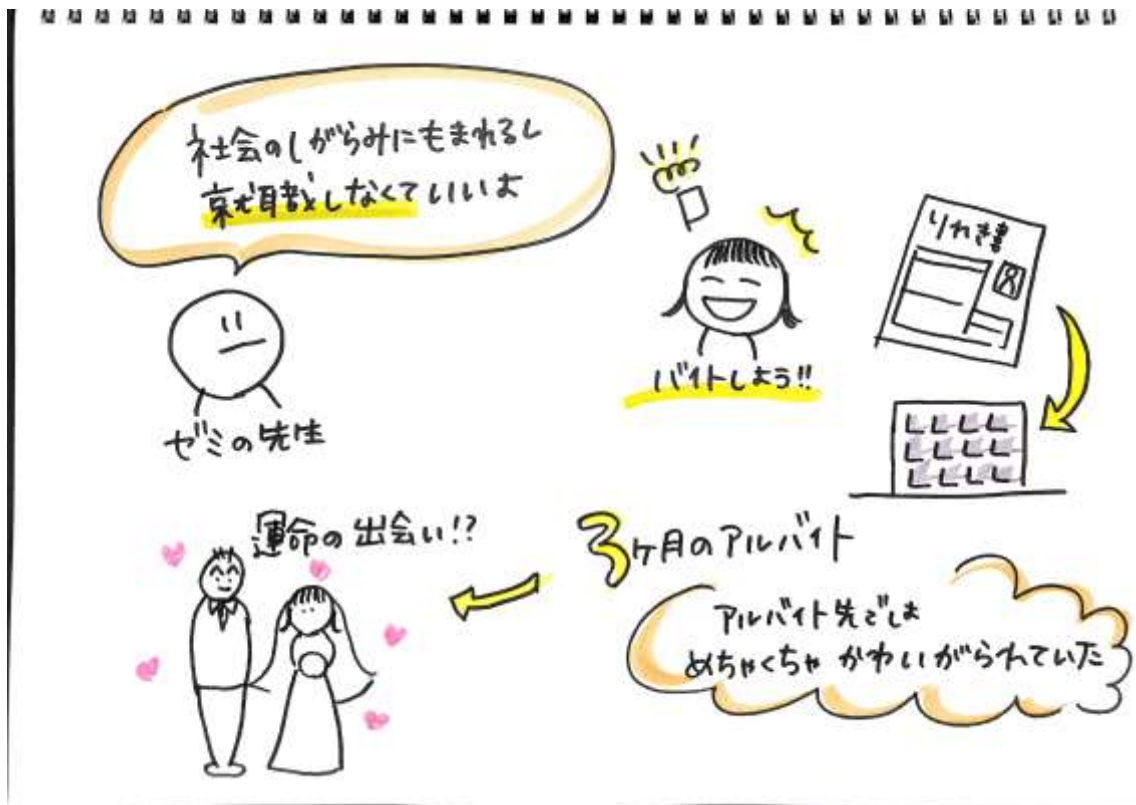 社会のしがらみにもまれるし
就職しなくていいよ
ゼミの先生
バイトしよう!!
りれき書
3ヶ月のアルバイト
アルバイト先では
めちゃくちゃ かわいがられていた
運命の出会い!?